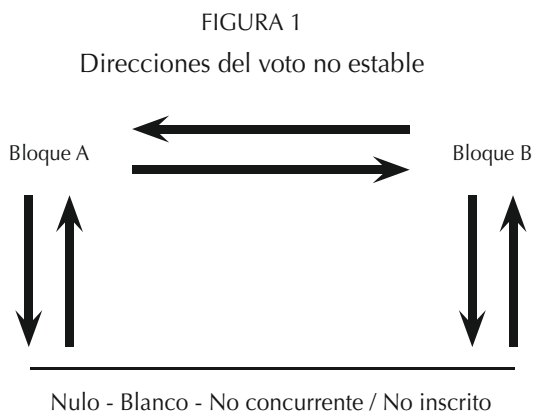 FIGURA 1
Direcciones del voto no estable
Bloque A
Bloque B
Nulo - Blanco - No concurrente / No inscrito